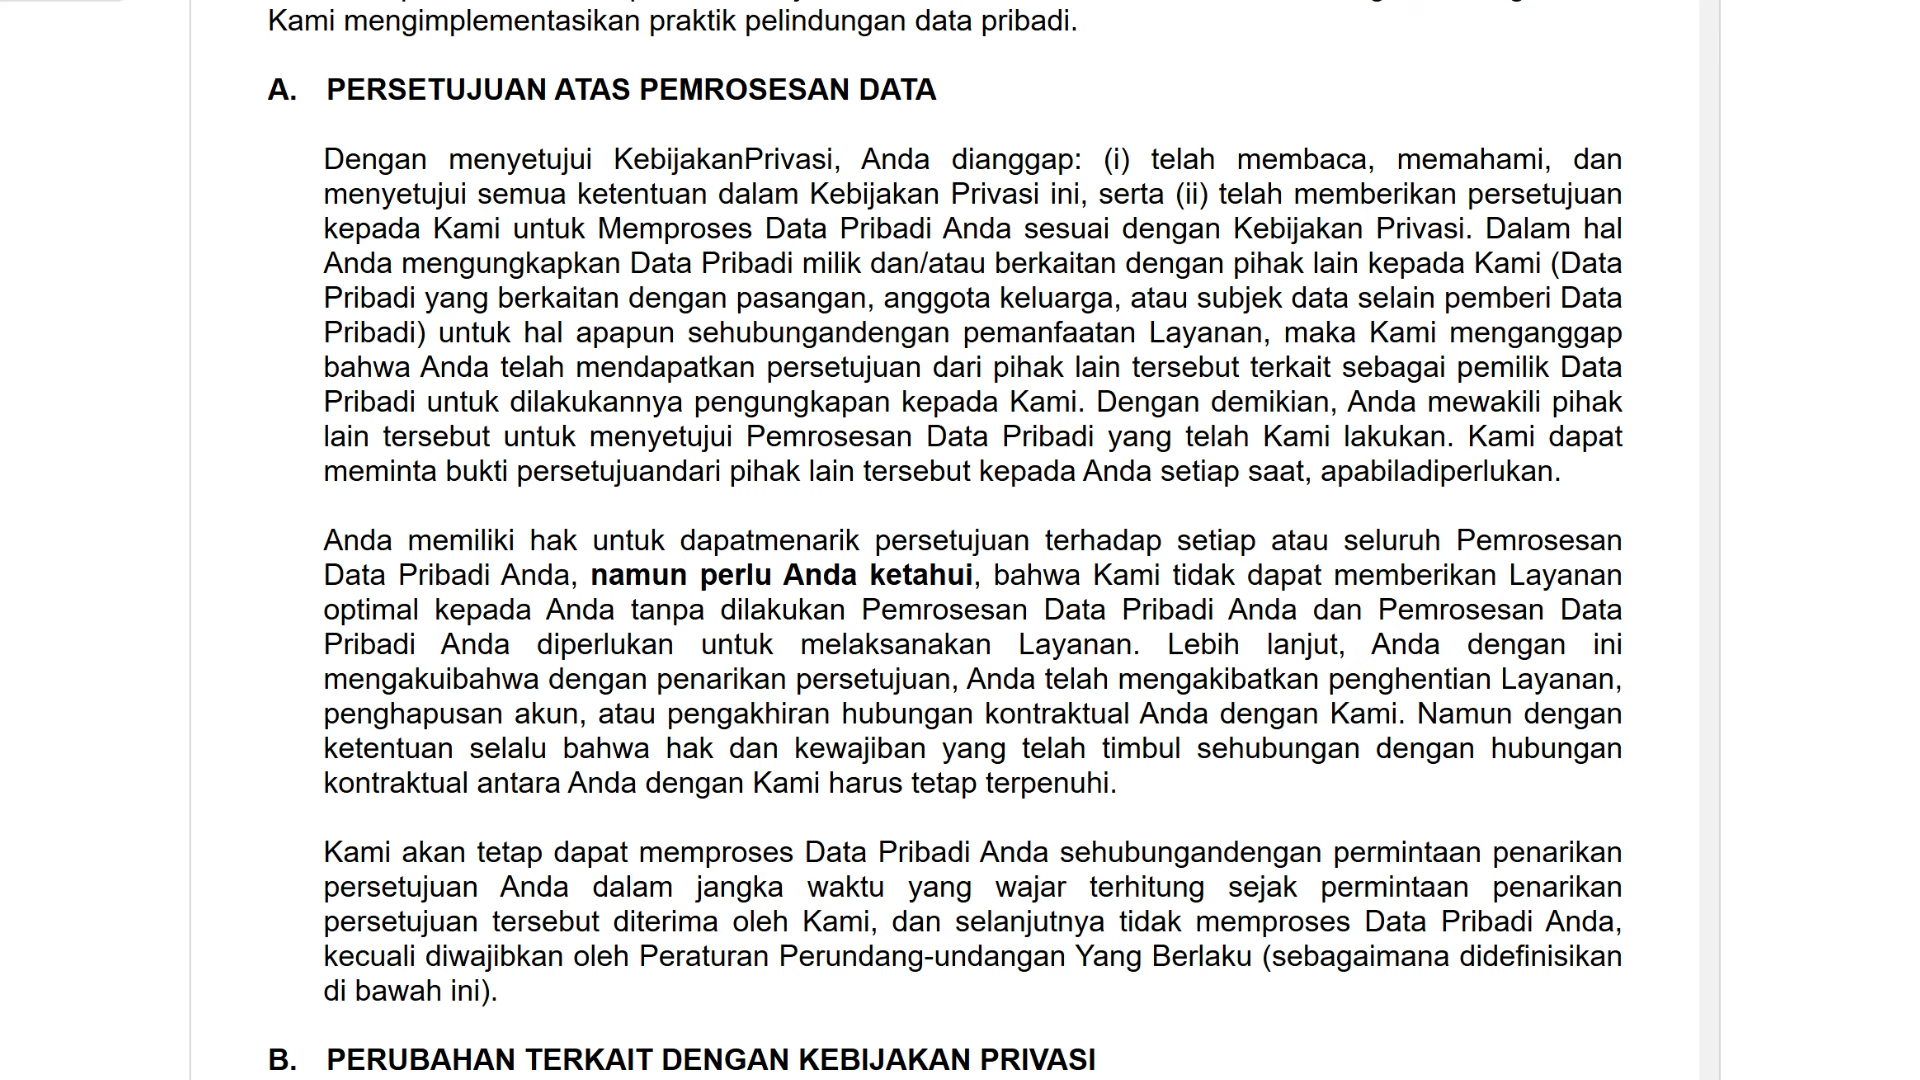 Kami mengimplementasikan praktik pelindungan data pribadi.
A. PERSETUJUAN ATAS PEMROSESAN DATA
Dengan menyetujui KebijakanPrivasi, Anda dianggap: (i) telah membaca, memahami, dan
menyetujui semua ketentuan dalam Kebijakan Privasi ini, serta (ii) telah memberikan persetujuan
kepada Kami untuk Memproses Data Pribadi Anda sesuai dengan Kebijakan Privasi. Dalam hal
Anda mengungkapkan Data Pribadi milik dan/atau berkaitan dengan pihak lain kepada Kami (Data
Pribadi yang berkaitan dengan pasangan, anggota keluarga, atau subjek data selain pemberi Data
Pribadi) untuk hal apapun sehubungandengan pemanfaatan Layanan, maka Kami menganggap
bahwa Anda telah mendapatkan persetujuan dari pihak lain tersebut terkait sebagai pemilik Data
Pribadi untuk dilakukannya pengungkapan kepada Kami. Dengan demikian, Anda mewakili pihak
lain tersebut untuk menyetujui Pemrosesan Data Pribadi yang telah Kami lakukan. Kami dapat
meminta bukti persetujuandari pihak lain tersebut kepada Anda setiap saat, apabiladiperlukan.
Anda memiliki hak untuk dapatmenarik persetujuan terhadap setiap atau seluruh Pemrosesan
Data Pribadi Anda, namun perlu Anda ketahui, bahwa Kami tidak dapat memberikan Layanan
optimal kepada Anda tanpa dilakukan Pemrosesan Data Pribadi Anda dan Pemrosesan Data
Pribadi Anda diperlukan untuk melaksanakan Layanan. Lebih lanjut, Anda dengan ini
mengakuibahwa dengan penarikan persetujuan, Anda telah mengakibatkan penghentian Layanan,
penghapusan akun, atau pengakhiran hubungan kontraktual Anda dengan Kami. Namun dengan
ketentuan selalu bahwa hak dan kewajiban yang telah timbul sehubungan dengan hubungan
kontraktual antara Anda dengan Kami harus tetap terpenuhi.
Kami akan tetap dapat memproses Data Pribadi Anda sehubungandengan permintaan penarikan
persetujuan Anda dalam jangka waktu yang wajar terhitung sejak permintaan penarikan
persetujuan tersebut diterima oleh Kami, dan selanjutnya tidak memproses Data Pribadi Anda,
kecuali diwajibkan oleh Peraturan Perundang-undangan Yang Berlaku (sebagaimana didefinisikan
di bawah ini).
B. PERUBAHAN TERKAIT DENGAN KEBIJAKAN PRIVASI